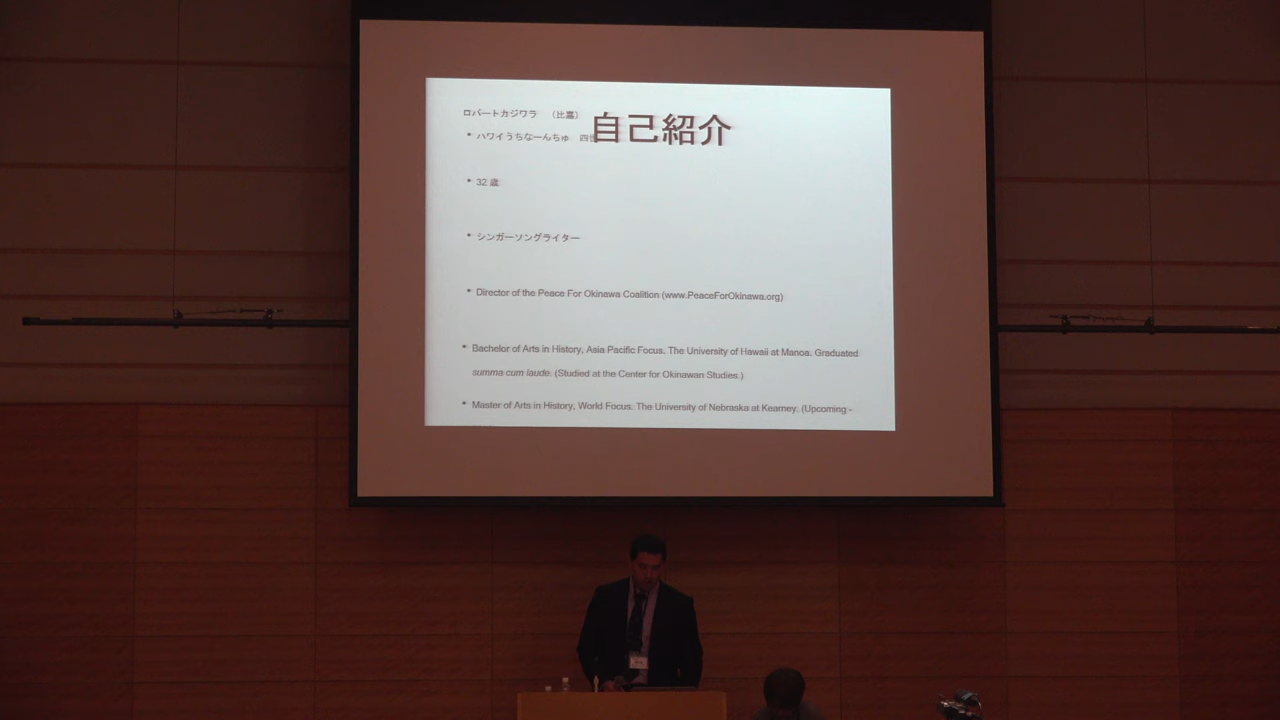 ロバートカジワラ （比嘉）
自己紹介
• ハワイうちなーんちゅ 四世
• 32 歳
• シンガーソングライター
• Director of the Peace For Okinawa Coalition (www.PeaceForOkinawa.org)
• Bachelor of Arts in History, Asia Pacific Focus. The University of Hawaii at Manoa. Graduated
summa cum laude. (Studied at the Center for Okinawan Studies.)
• Master of Arts in History, World Focus. The University of Nebraska at Kearney. (Upcoming -